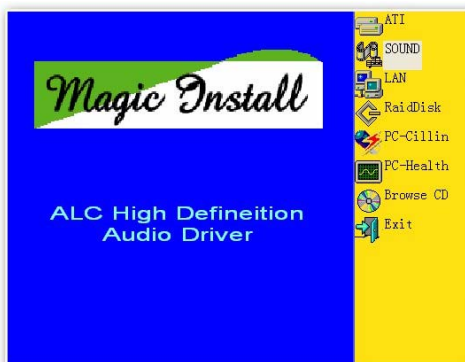 Magic Install
ALC High Defineition
Audio Driver
ATI
SOUND
LAN
RaidDisk
PC-Cillin
PC-Health
Browse CD
Exit